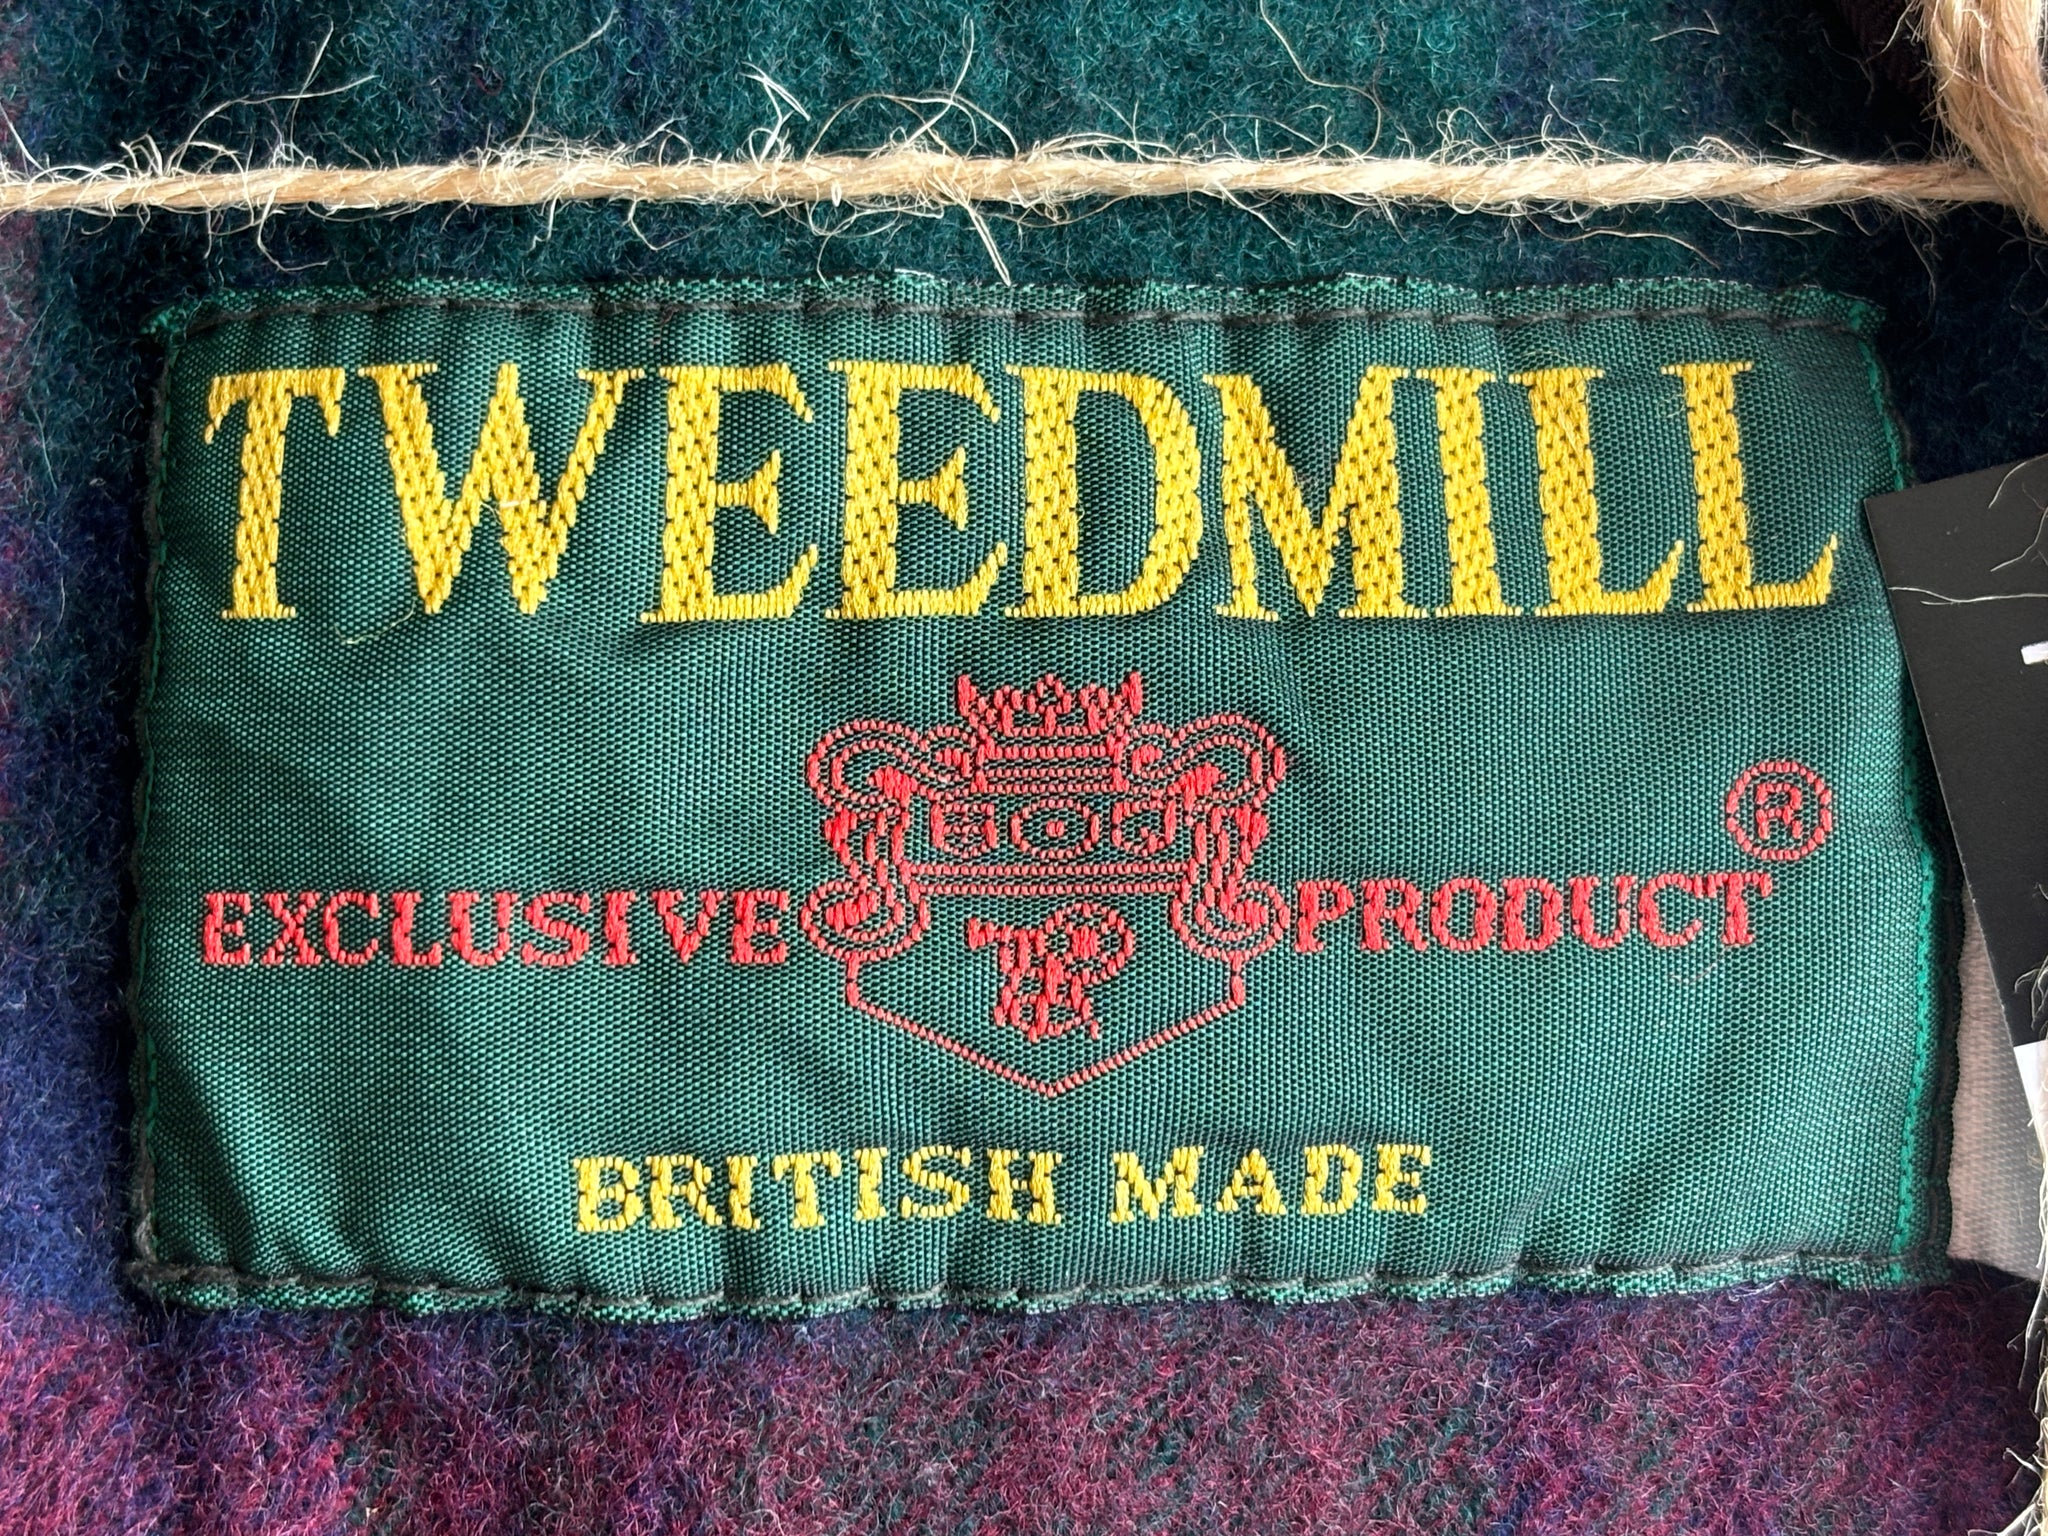 TWEEDMILL
®
EXCLUSIVE PRODUCT
BRITISH MADE